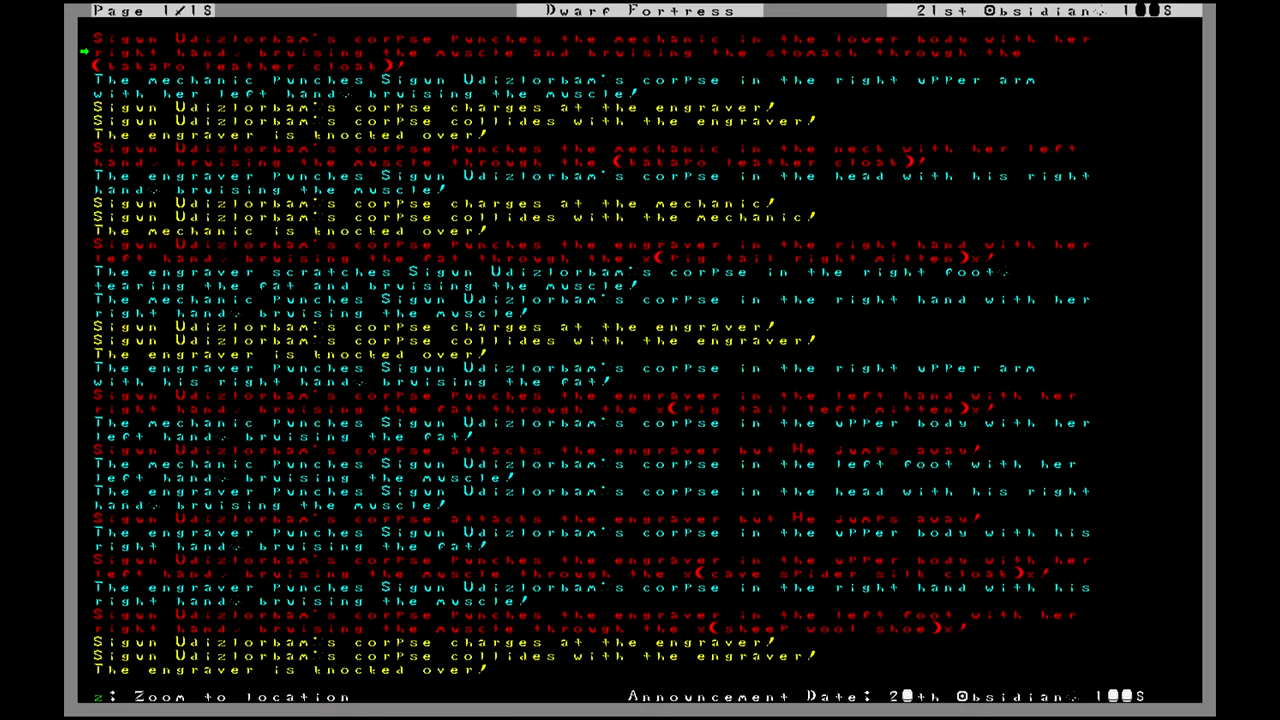 Page 1/18 Dwarf Fortress 21st Obsidian, 1005
Sigun Udizlorbam's corpse punches the mechanic in the lower body with her
right hand, bruising the muscle and bruising the stomach through the
(kakapo leather cloak)!
The mechanic punches Sigun Udizlorbam's corpse in the right upper arm
with her left hand, bruising the muscle!
Sigun Udizlorbam's corpse charges at the engraver!
Sigun Udizlorbam's corpse collides with the engraver!
The engraver is knocked over!
Sigun Udizlorbam's corpse punches the mechanic in the neck with her left
hand, bruising the muscle through the (kakapo leather cloak)!
The engraver punches Sigun Udizlorbam's corpse in the head with his right
hand, bruising the muscle!
Sigun Udizlorbam's corpse charges at the mechanic!
Sigun Udizlorbam's corpse collides with the mechanic!
The mechanic is knocked over!
Sigun Udizlorbam's corpse punches the engraver in the right hand with her
left hand, bruising the fat through the x(pig tail right mitten)x!
The engraver scratches Sigun Udizlorbam's corpse in the right foot,
tearing the fat and bruising the muscle!
The mechanic punches Sigun Udizlorbam's corpse in the right hand with her
right hand, bruising the muscle!
Sigun Udizlorbam's corpse charges at the engraver!
Sigun Udizlorbam's corpse collides with the engraver!
The engraver is knocked over!
The engraver punches Sigun Udizlorbam's corpse in the right upper arm
with his right hand, bruising the fat!
Sigun Udizlorbam's corpse punches the engraver in the left hand with her
right hand, bruising the fat through the x(pig tail left mitten)x!
The mechanic punches Sigun Udizlorbam's corpse in the upper body with her
left hand, bruising the fat!
Sigun Udizlorbam's corpse attacks the engraver but He jumps away!
The mechanic punches Sigun Udizlorbam's corpse in the left foot with her
left hand, bruising the muscle!
The engraver punches Sigun Udizlorbam's corpse in the head with his right
hand, bruising the muscle!
Sigun Udizlorbam's corpse attacks the engraver but He jumps away!
The engraver punches Sigun Udizlorbam's corpse in the upper body with his
right hand, bruising the fat!
Sigun Udizlorbam's corpse punches the engraver in the upper body with her
left hand, bruising the muscle through the x(cave spider silk cloak)x!
The engraver punches Sigun Udizlorbam's corpse in the right hand with his
right hand, bruising the muscle!
Sigun Udizlorbam's corpse punches the engraver in the left foot with her
right hand, bruising the muscle through the x(sheep wool shoe)x!
Sigun Udizlorbam's corpse charges at the engraver!
Sigun Udizlorbam's corpse collides with the engraver!
The engraver is knocked over!
z: Zoom to location Announcement Date: 20th Obsidian, 1005